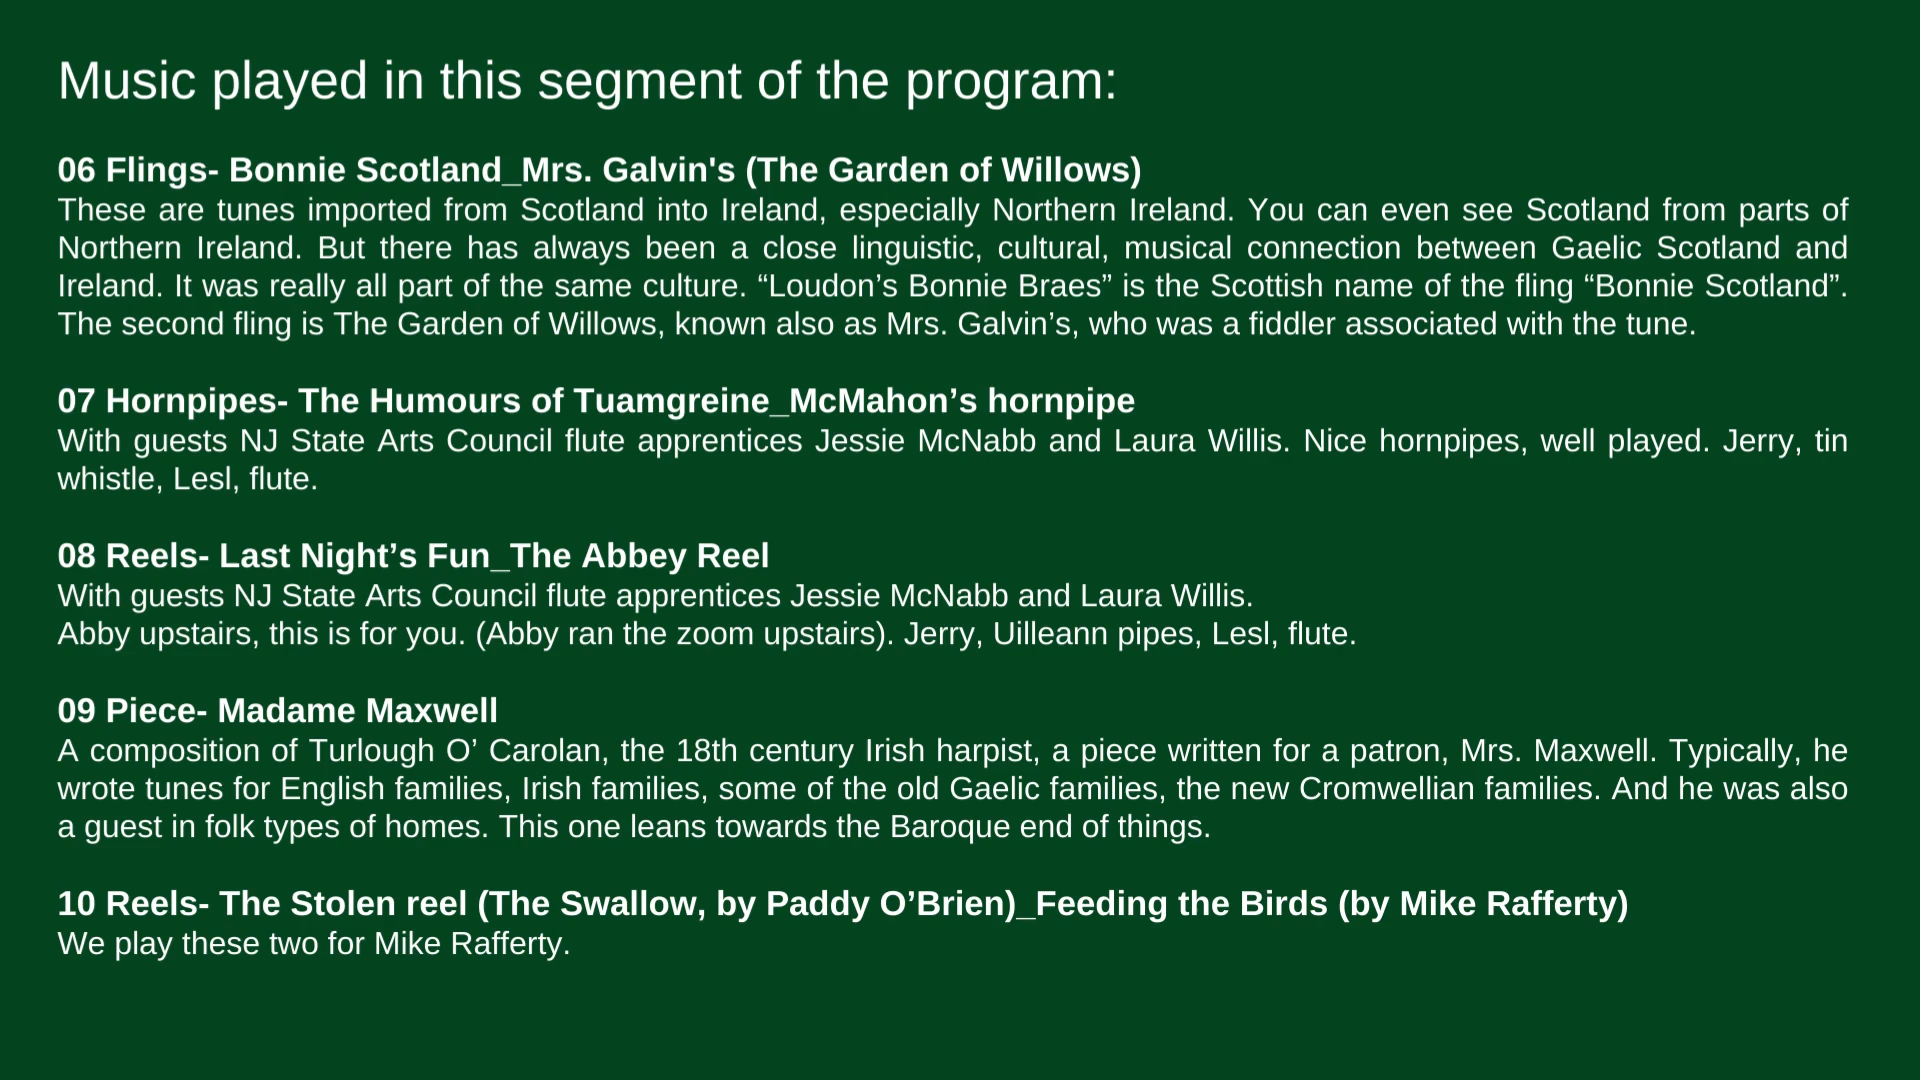 Music played in this segment of the program:
06 Flings- Bonnie Scotland_Mrs. Galvin's (The Garden of Willows)
These are tunes imported from Scotland into Ireland, especially Northern Ireland. You can even see Scotland from parts of
Northern Ireland. But there has always been a close linguistic, cultural, musical connection between Gaelic Scotland and
Ireland. It was really all part of the same culture. “Loudon’s Bonnie Braes” is the Scottish name of the fling “Bonnie Scotland”.
The second fling is The Garden of Willows, known also as Mrs. Galvin’s, who was a fiddler associated with the tune.
07 Hornpipes- The Humours of Tuamgreine_McMahon’s hornpipe
With guests NJ State Arts Council flute apprentices Jessie McNabb and Laura Willis. Nice hornpipes, well played. Jerry, tin
whistle, Lesl, flute.
08 Reels- Last Night’s Fun_The Abbey Reel
With guests NJ State Arts Council flute apprentices Jessie McNabb and Laura Willis.
Abby upstairs, this is for you. (Abby ran the zoom upstairs). Jerry, Uilleann pipes, Lesl, flute.
09 Piece- Madame Maxwell
A composition of Turlough O’ Carolan, the 18th century Irish harpist, a piece written for a patron, Mrs. Maxwell. Typically, he
wrote tunes for English families, Irish families, some of the old Gaelic families, the new Cromwellian families. And he was also
a guest in folk types of homes. This one leans towards the Baroque end of things.
10 Reels- The Stolen reel (The Swallow, by Paddy O’Brien)_Feeding the Birds (by Mike Rafferty)
We play these two for Mike Rafferty.